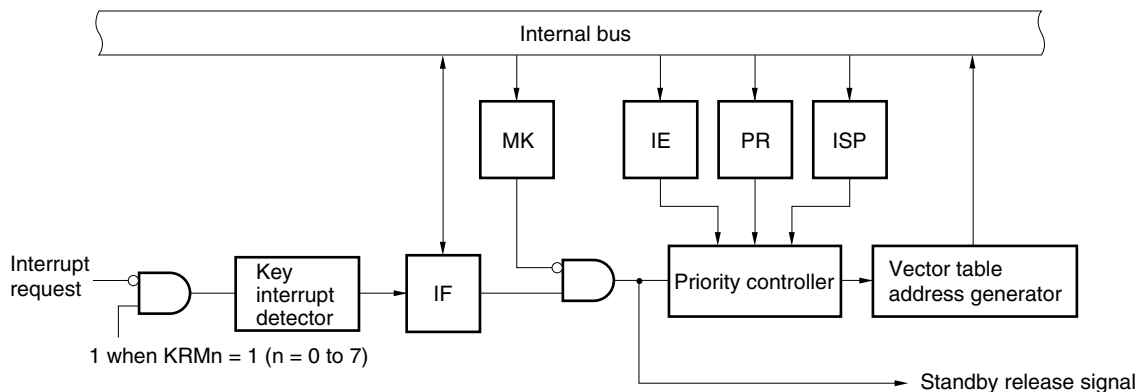 Internal bus
MK
IE
PR
ISP
Interrupt
request
Key
interrupt
detector
IF
Priority controller
Vector table
address generator
1 when KRMn = 1 (n = 0 to 7)
Standby release signal